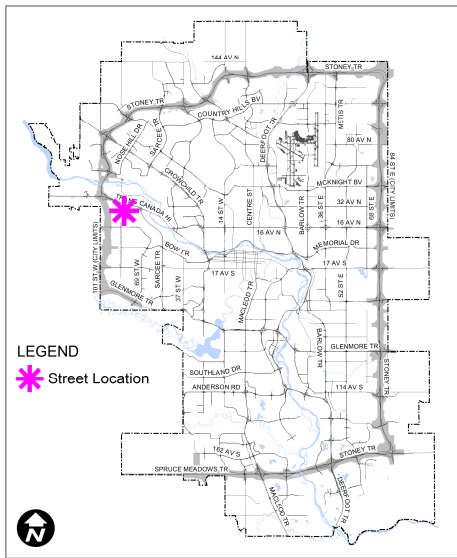 144 AV N
STONEY TR
STONEY TR
COUNTRY HILLS BV
METIS TR
NOSE HILL DR
SARCEE TR
DEERFOOT TR
80 AV N
CROWCHILD TR
MCKNIGHT BV
84 ST E (CITY LIMITS)
TRANS CANADA HI
14 ST W
CENTRE ST
BARLOW TR
36 ST E
32 AV N
68 ST E
16 AV N
16 AV N
101 ST W (CITY LIMITS)
BOW TR
MEMORIAL DR
69 ST W
SARCEE TR
37 ST W
17 AV S
17 AV S
52 ST E
GLENMORE TR
MACLEOD TR
BARLOW TR
GLENMORE TR
LEGEND
Street Location
SOUTHLAND DR
ANDERSON RD
114 AV S
STONEY TR
162 AV S
STONEY TR
SPRUCE MEADOWS TR
MACLEOD TR
DEERFOOT TR
N